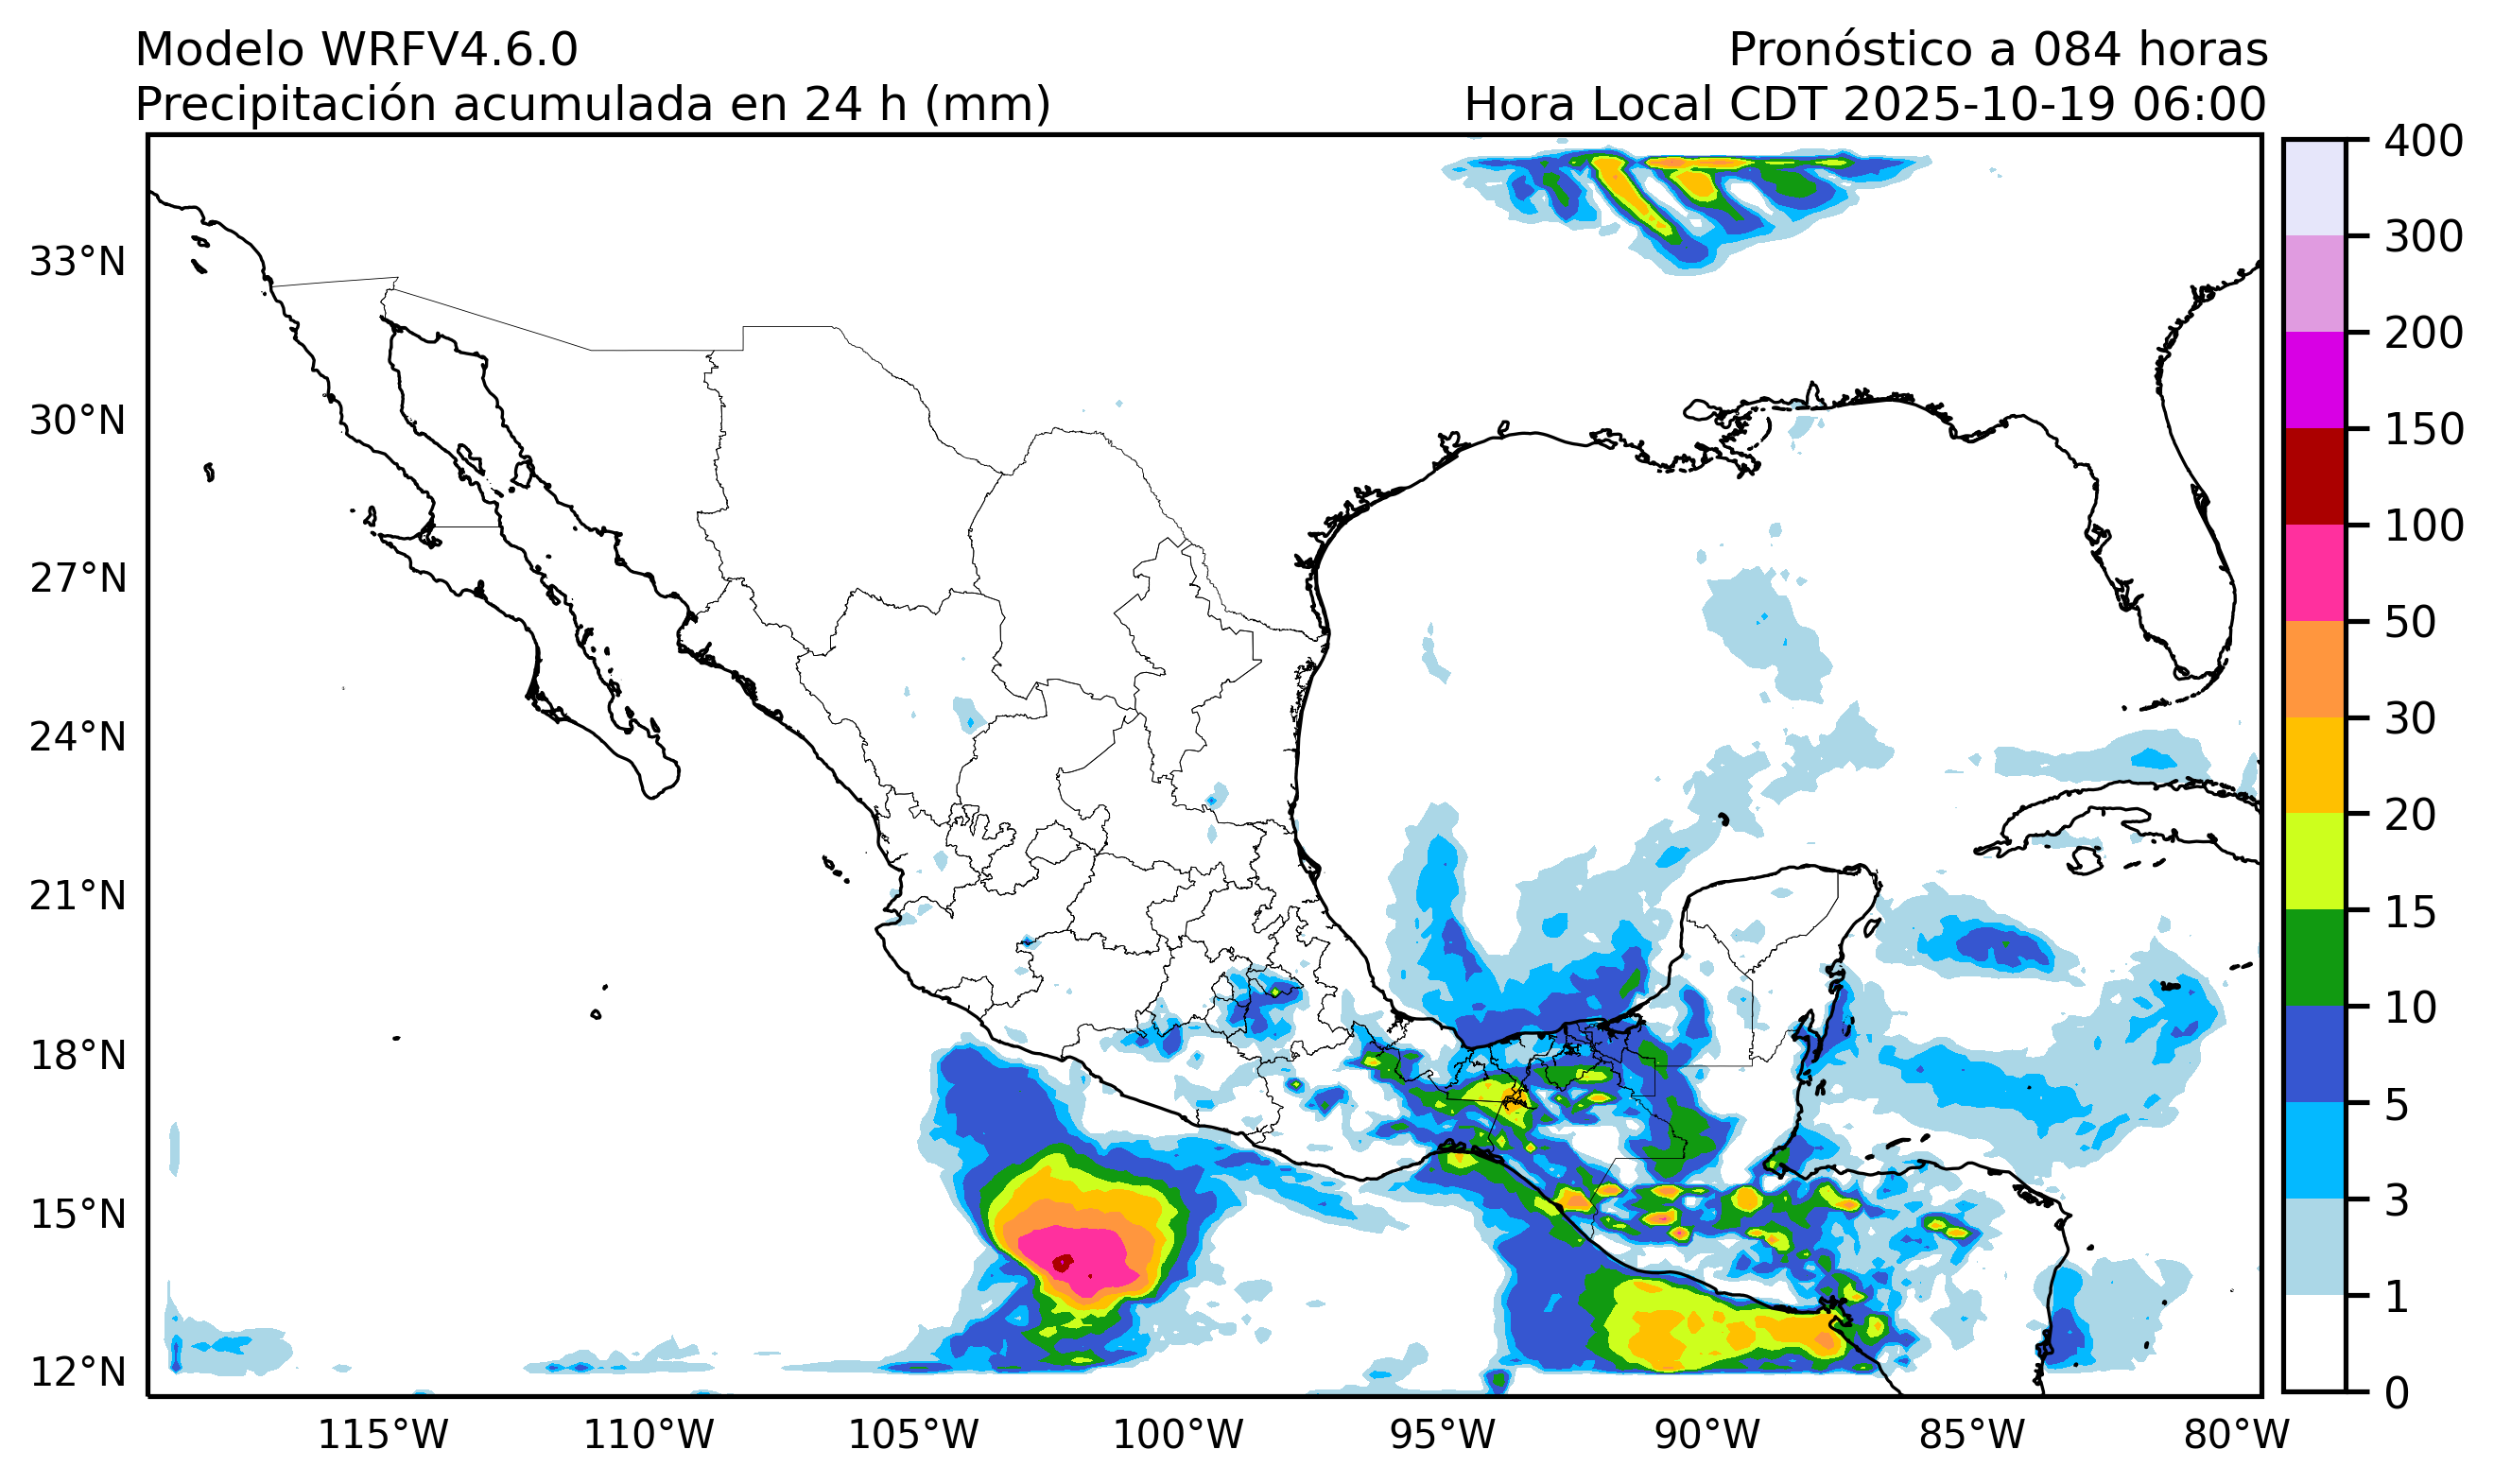 Modelo WRFV4.6.0
Pronóstico a 084 horas
Precipitación acumulada en 24 h (mm)
Hora Local CDT 2025-10-19 06:00
33°N
30°N
27°N
24°N
21°N
18°N
15°N
12°N
115°W
110°W
105°W
100°W
95°W
90°W
85°W
80°W
400
300
200
150
100
50
30
20
15
10
5
3
1
0